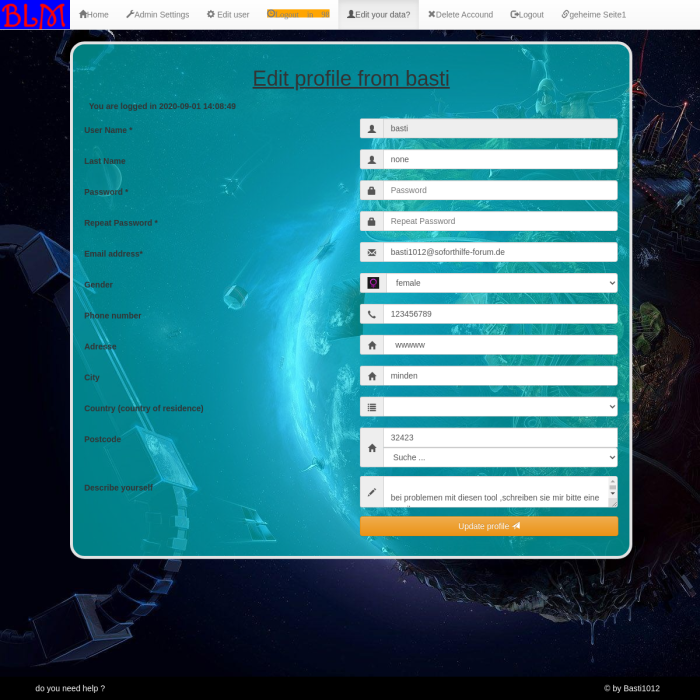 BLM Home Admin Settings Edit user Logout in Edit your data? Delete Accound Logout geheime Seite1
Edit profile from basti
You are logged in 2020-09-01 14:08:49
User Name * basti
Last Name none
Password * Password
Repeat Password * Repeat Password
Email address* basti1012@soforthilfe-forum.de
Gender female
Phone number 123456789
Adresse wwwww
City minden
Country (country of residence)
Postcode 32423
Suche ...
Describe yourself bei problemen mit diesen tool ,schreiben sie mir bitte eine
Update profile
do you need help ? © by Basti1012